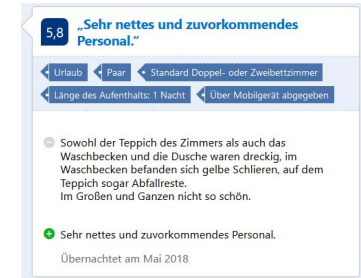 5,8
„Sehr nettes und zuvorkommendes
Personal.“
Urlaub
Paar
Standard Doppel- oder Zweibettzimmer
Länge des Aufenthalts: 1 Nacht
Über Mobilgerät abgegeben
Sowohl der Teppich des Zimmers als auch das
Waschbecken und die Dusche waren dreckig, im
Waschbecken befanden sich gelbe Schlieren, auf dem
Teppich sogar Abfallreste.
Im Großen und Ganzen nicht so schön.
Sehr nettes und zuvorkommendes Personal.
Übernachtet am Mai 2018